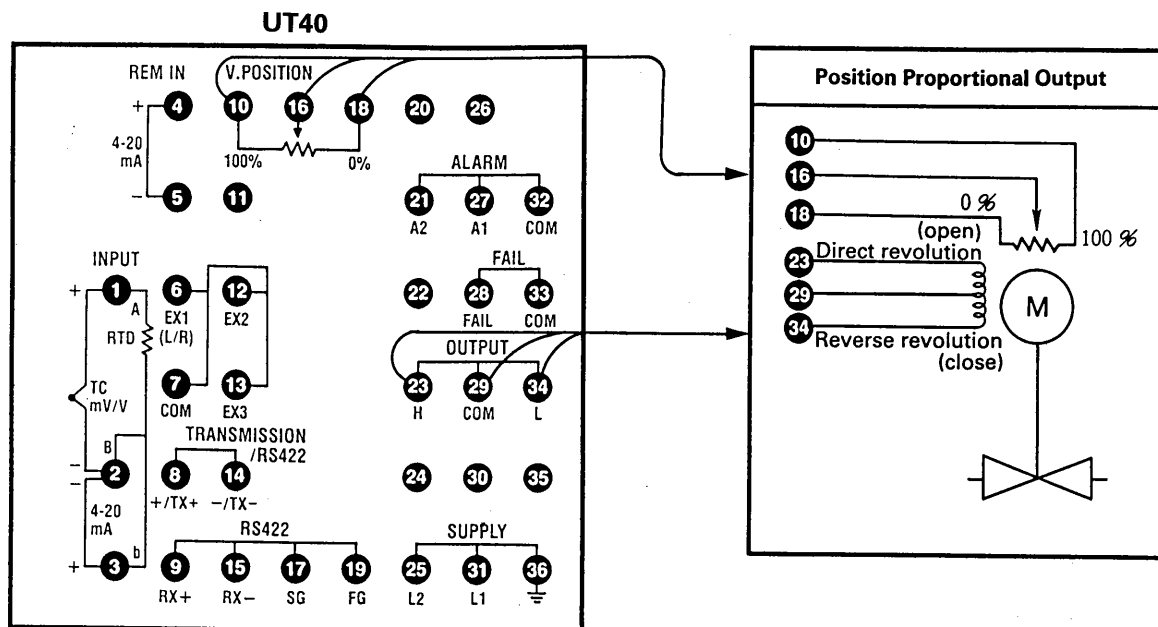 UT40
REM IN
V.POSITION
+ 4 10 16 18 20 26
4-20
mA
100% 0%
ALARM
- 5 11 21 27 32
A2 A1 COM
INPUT
FAIL
+ 1 A 6 12 22 28 33
EX1
(L/R)
EX2
FAIL COM
RTD
OUTPUT
7 13 23 29 34
COM EX3 H COM L
TC
mV/V
TRANSMISSION
/RS422
B
- 2 8 14 24 30 35
-
+/TX+ -/TX-
4-20
mA
RS422 SUPPLY
+ 3 b 9 15 17 19 25 31 36
RX+ RX- SG FG L2 L1
Position Proportional Output
10
16
18 0 % 100 %
(open)
23 Direct revolution
29 M
34
Reverse revolution
(close)